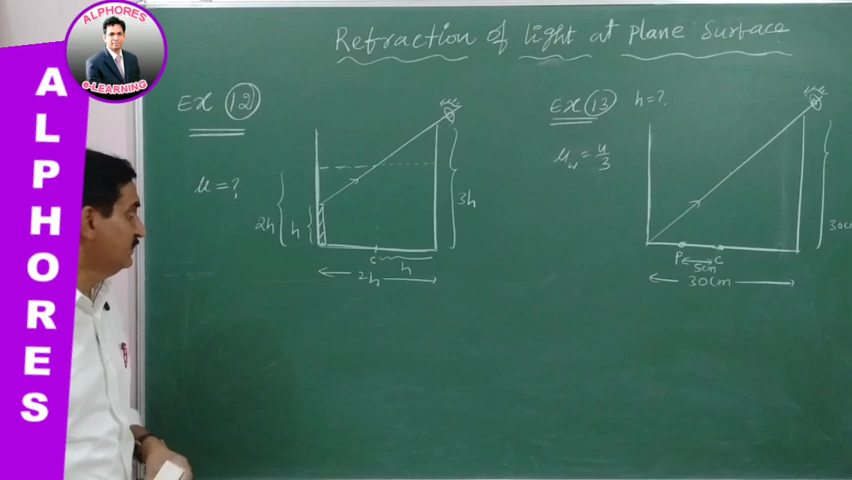 ALPHORES
e-LEARNING
ALPHORES
Refraction of light at plane surface
EX 12
μ = ?
2h
h
3h
c
h
2h
EX 13
h = ?
μw = 4/3
30cm
P
C
5cm
30cm